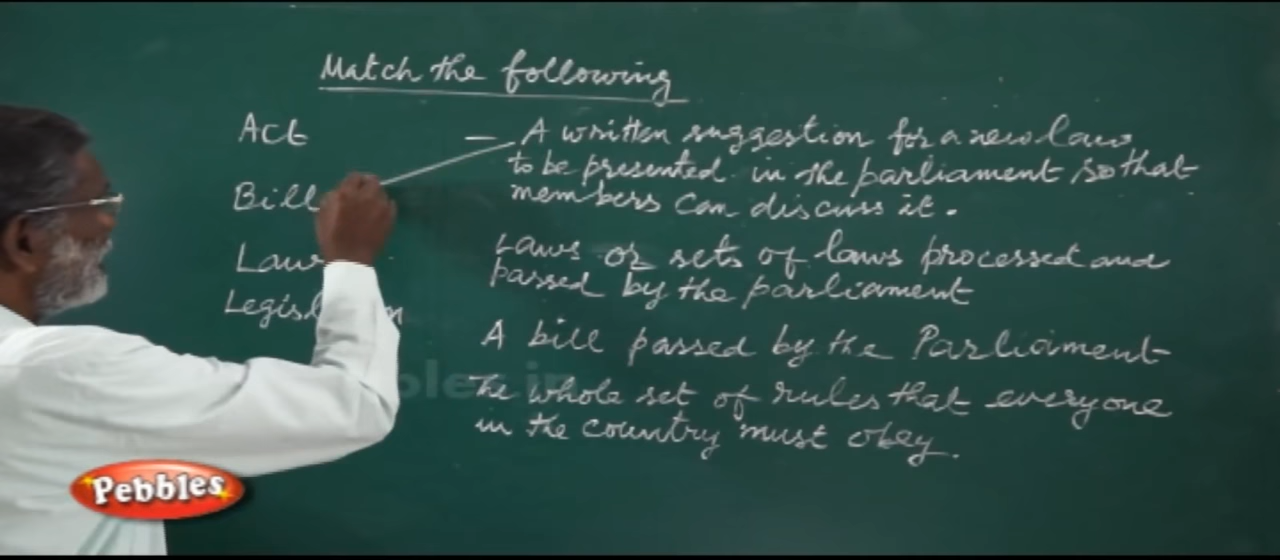 Match the following
Act
– A written suggestion for a new law
to be presented in the parliament so that
Bill
members can discuss it.
Law
Laws or sets of laws processed and
passed by the parliament
A bill passed by the Parliament
The whole set of rules that everyone
in the country must obey.
Pebbles